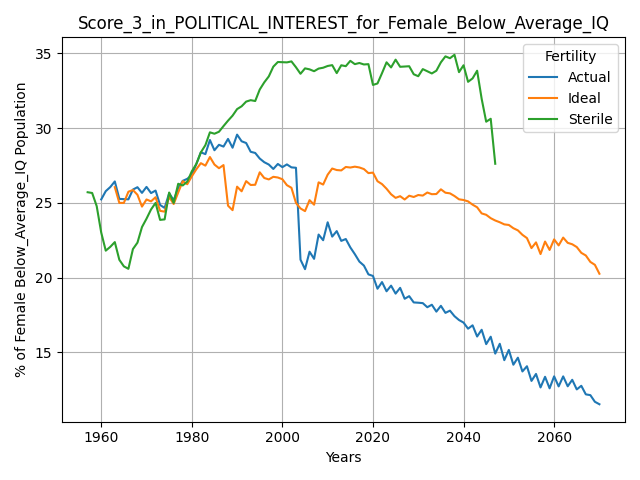 Score_3_in_POLITICAL_INTEREST_for_Female_Below_Average_IQ
% of Female Below_Average_IQ Population
35
30
25
20
15
Fertility
Actual
Ideal
Sterile
1960
1980
2000
2020
2040
2060
Years